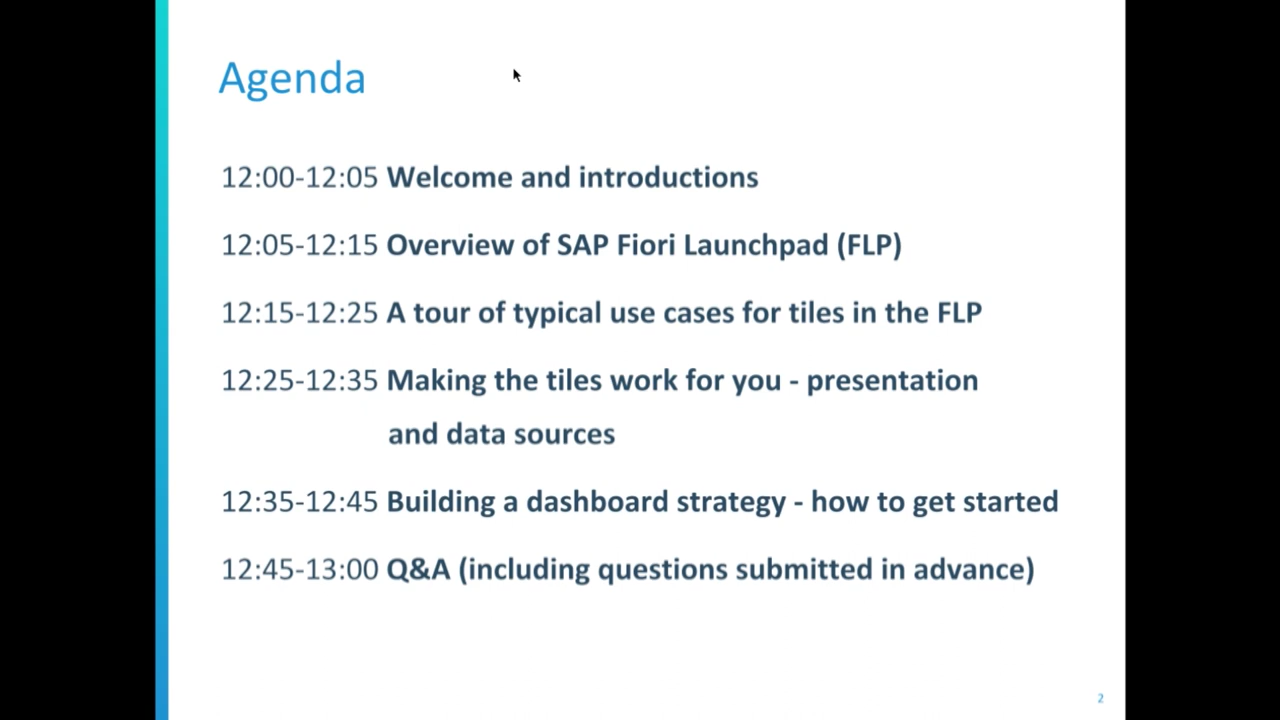 Agenda
12:00-12:05 Welcome and introductions
12:05-12:15 Overview of SAP Fiori Launchpad (FLP)
12:15-12:25 A tour of typical use cases for tiles in the FLP
12:25-12:35 Making the tiles work for you - presentation
and data sources
12:35-12:45 Building a dashboard strategy - how to get started
12:45-13:00 Q&A (including questions submitted in advance)
2